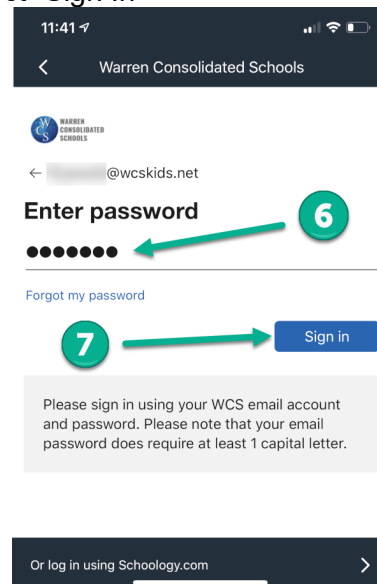 11:41
Warren Consolidated Schools
WARREN
CONSOLIDATED
SCHOOLS
@wcskids.net
Enter password
6
Forgot my password
7
Sign in
Please sign in using your WCS email account
and password. Please note that your email
password does require at least 1 capital letter.
Or log in using Schoology.com